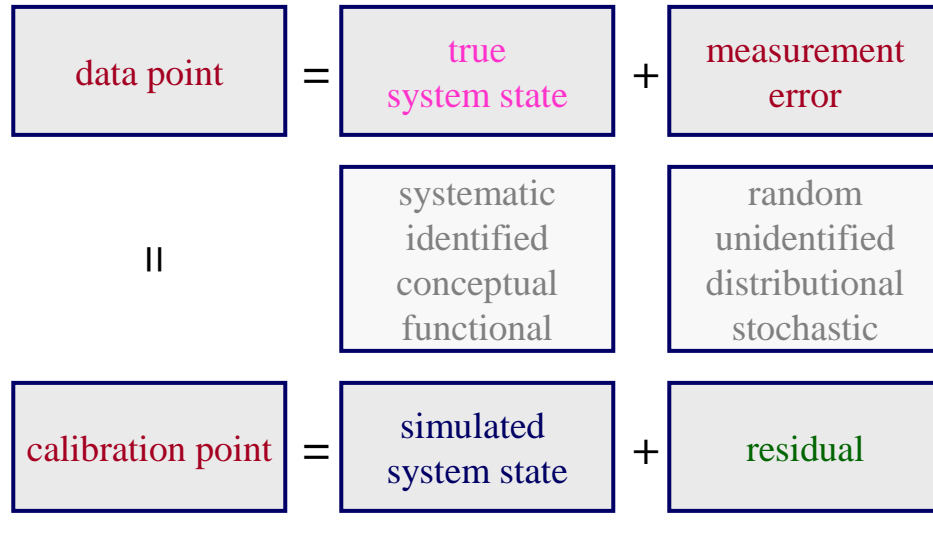 data point
=
true
system state
+
measurement
error
=
systematic
identified
conceptual
functional
random
unidentified
distributional
stochastic
calibration point
=
simulated
system state
+
residual